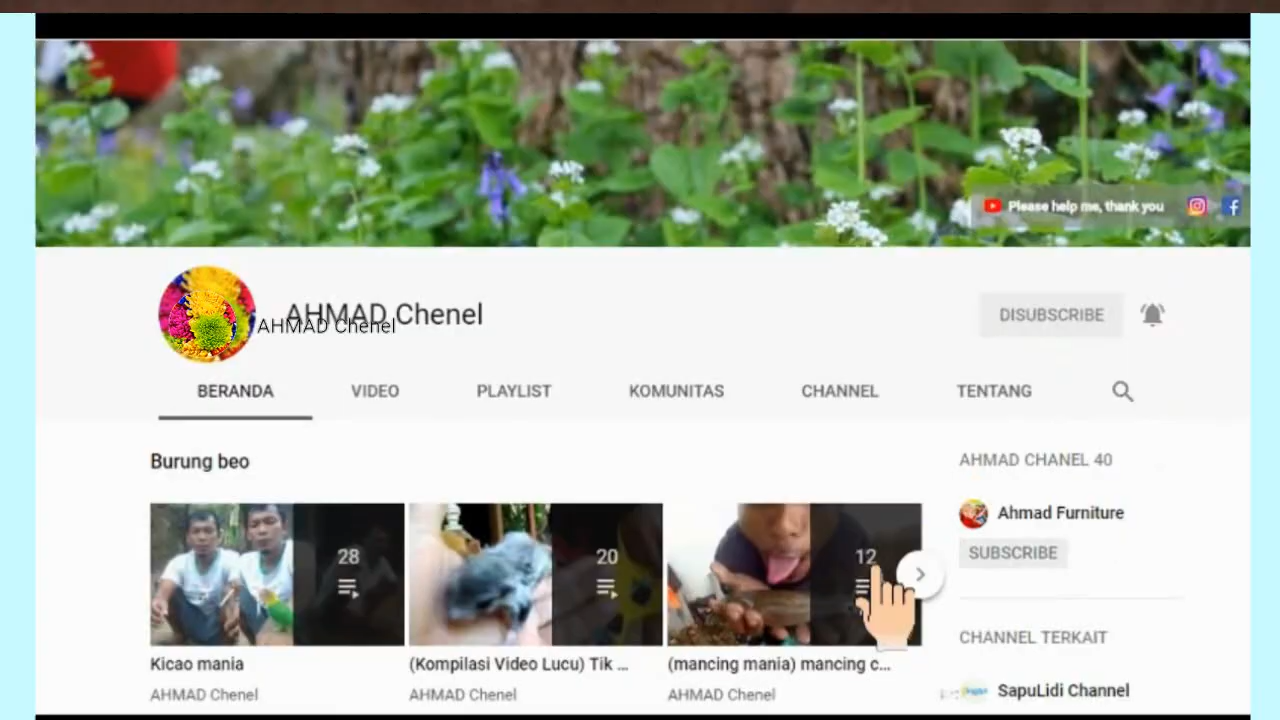 Please help me, thank you
AHMAD Chenel
AHMAD Chenel
DISUBSCRIBE
BERANDA
VIDEO
PLAYLIST
KOMUNITAS
CHANNEL
TENTANG
Burung beo
28
20
12
Kicao mania
AHMAD Chenel
(Kompilasi Video Lucu) Tik ...
AHMAD Chenel
(mancing mania) mancing c...
AHMAD Chenel
AHMAD CHANEL 40
Ahmad Furniture
SUBSCRIBE
CHANNEL TERKAIT
SapuLidi Channel